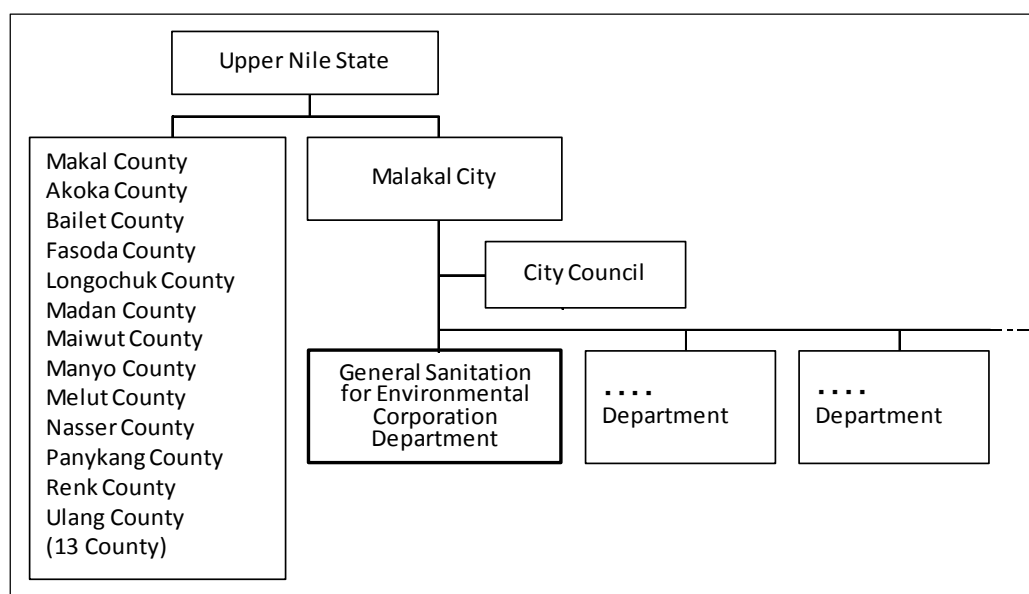 Upper Nile State
Makal County
Akoka County
Bailet County
Fasoda County
Longochuk County
Madan County
Maiwut County
Manyo County
Melut County
Nasser County
Panykang County
Renk County
Ulang County
(13 County)
Malakal City
City Council
General Sanitation
for Environmental
Corporation
Department
....
Department
....
Department